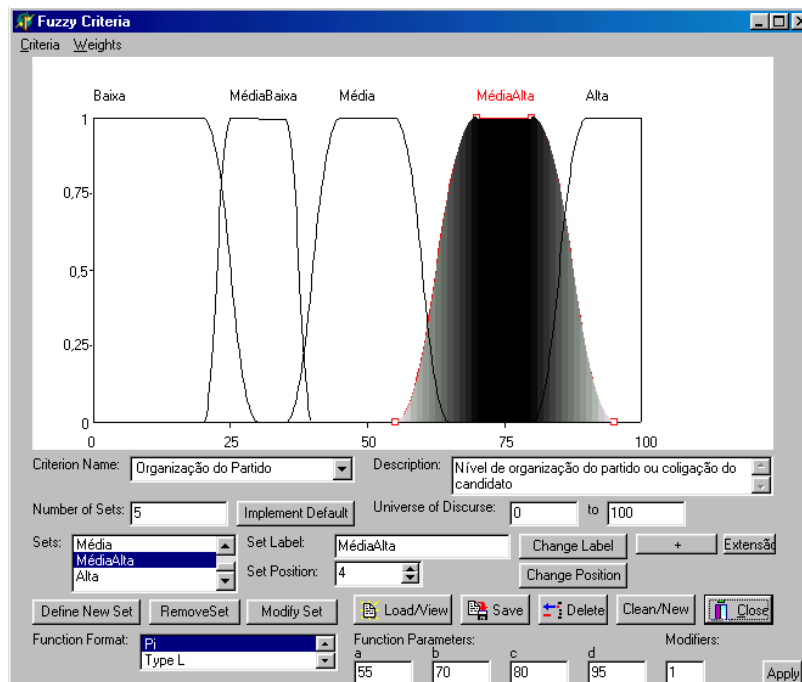 Fuzzy Criteria
Criteria Weights
Baixa MédiaBaixa Média MédiaAlta Alta
1
0,75
0,5
0,25
0
0 25 50 75 100
Criterion Name: Organização do Partido Description: Nível de organização do partido ou coligação do
candidato
Number of Sets: 5 Implement Default Universe of Discurse: 0 to 100
Sets: Média Set Label: MédiaAlta Change Label + Extensão
MédiaAlta
Alta Set Position: 4 Change Position
Define New Set RemoveSet Modify Set Load/View Save Delete Clean/New Close
Function Format: Pi Function Parameters: Modifiers:
Type L a b c d
55 70 80 95 1 Apply